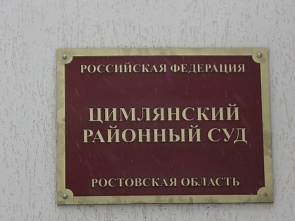 РОССИЙСКАЯ ФЕДЕРАЦИЯ
ЦИМЛЯНСКИЙ
РАЙОННЫЙ СУД
РОСТОВСКАЯ ОБЛАСТЬ